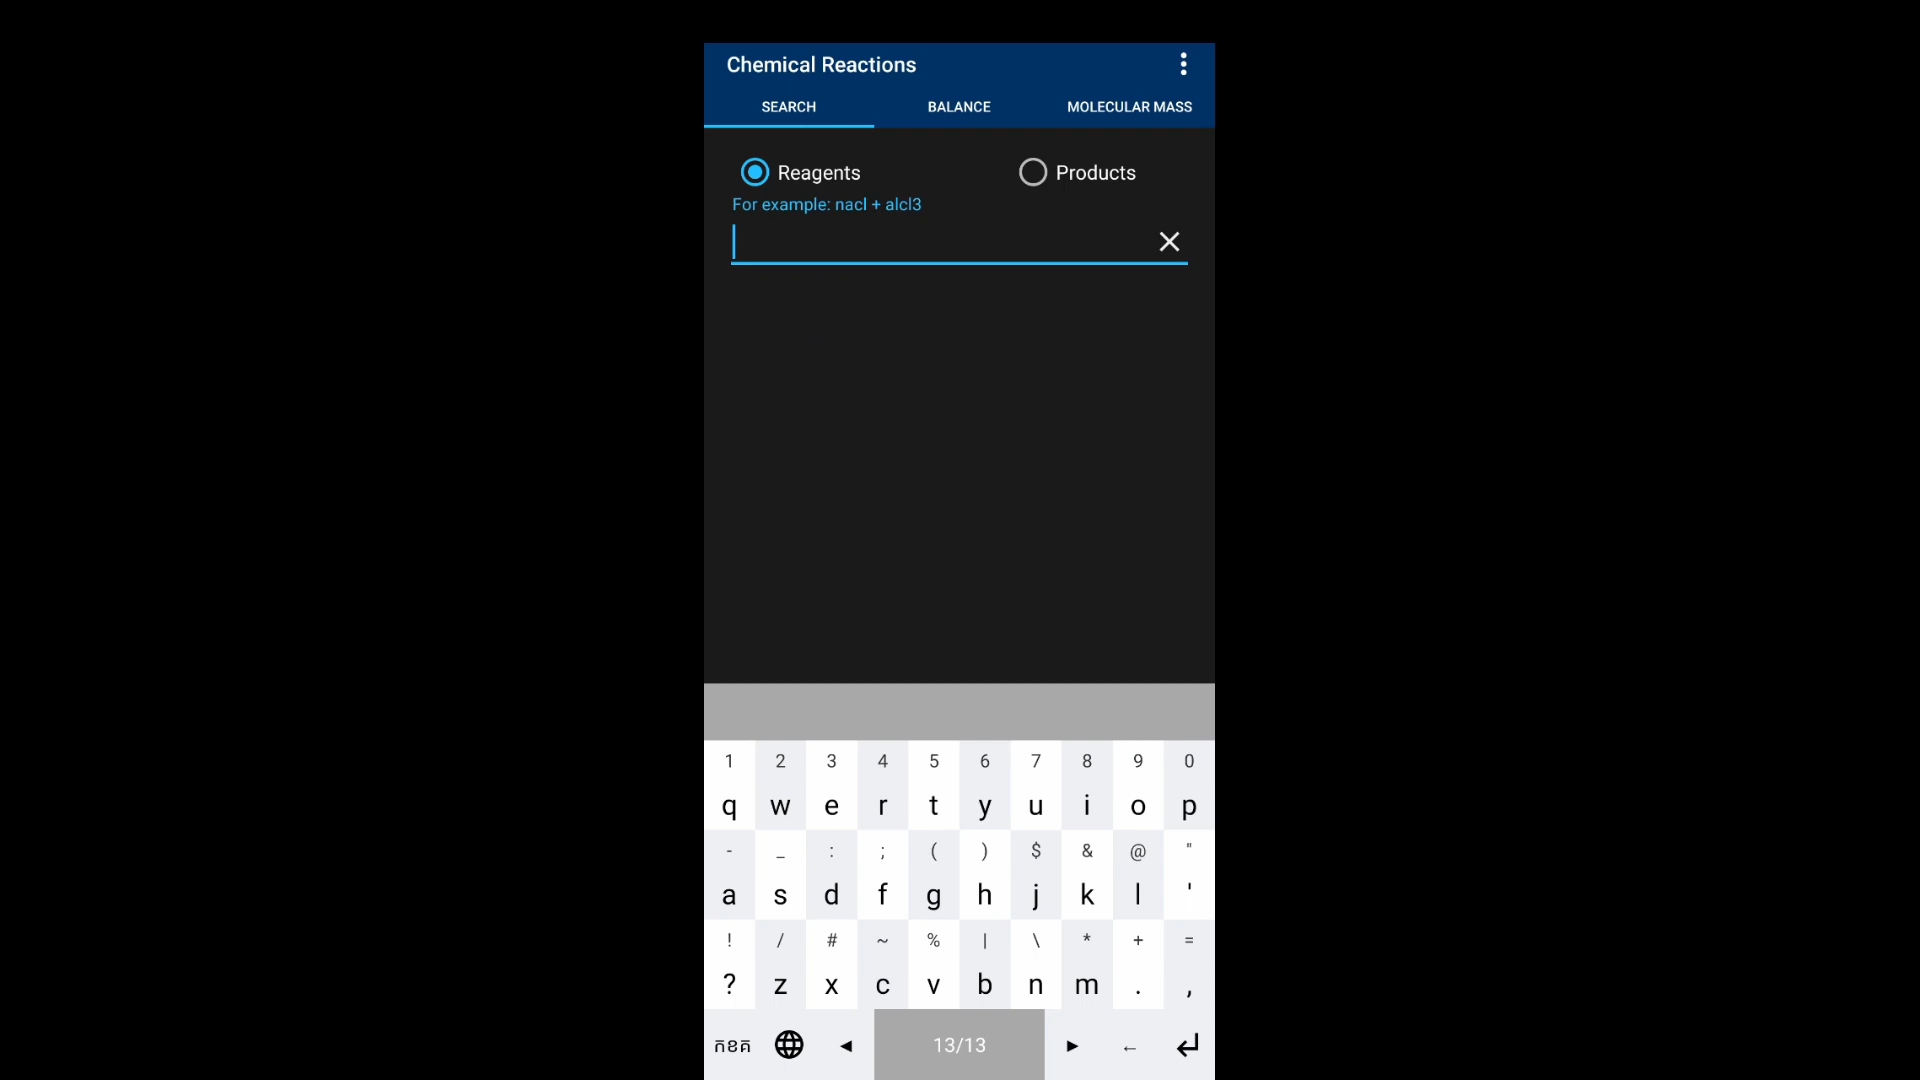 Chemical Reactions
SEARCH BALANCE MOLECULAR MASS
Reagents Products
For example: nacl + alcl3
1 2 3 4 5 6 7 8 9 0
q w e r t y u i o p
- _ : ; ( ) $ & @ "
a s d f g h j k l '
! / # ~ % | \ * + =
? z x c v b n m . ,
កខគ ◄ 13/13 ► ←